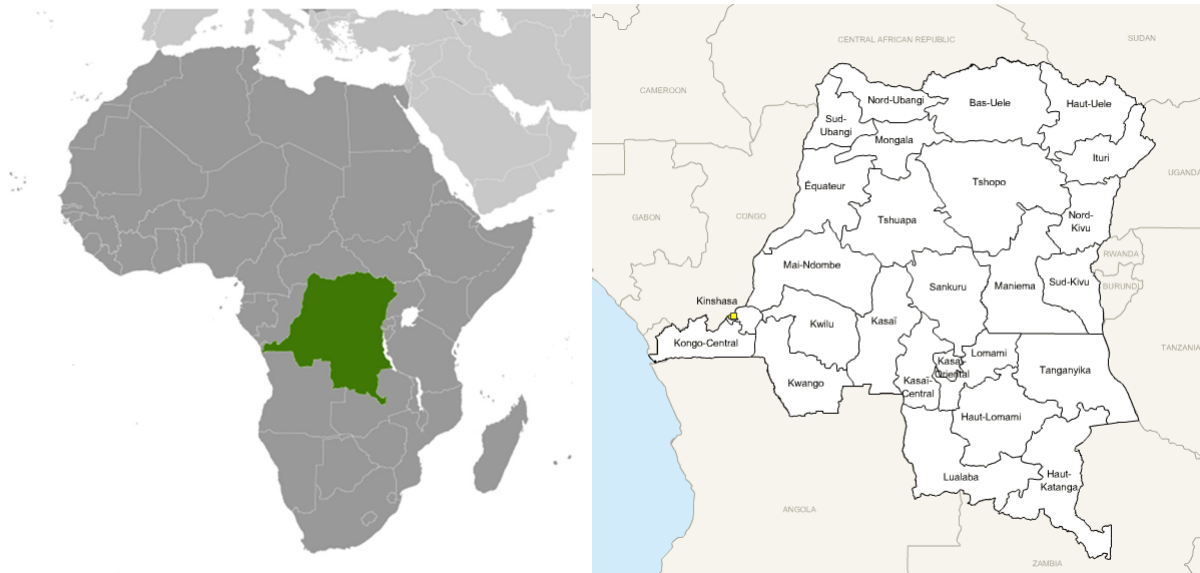 CENTRAL AFRICAN REPUBLIC
SUDAN
CAMEROON
Nord-Ubangi
Bas-Uele
Haut-Uele
Sud-
Ubangi
Mongala
Ituri
UGANDA
Équateur
Tshopo
GABON
CONGO
Tshuapa
Nord-
Kivu
RWANDA
Mai-Ndombe
Sankuru
Maniema
Sud-Kivu
BURUNDI
Kinshasa
Kwilu
Kasaï
Kongo-Central
TANZANIA
Lomami
Kasaï-
Oriental
Tanganyika
Kwango
Kasaï-
Central
Haut-Lomami
Lualaba
Haut-
Katanga
ANGOLA
ZAMBIA